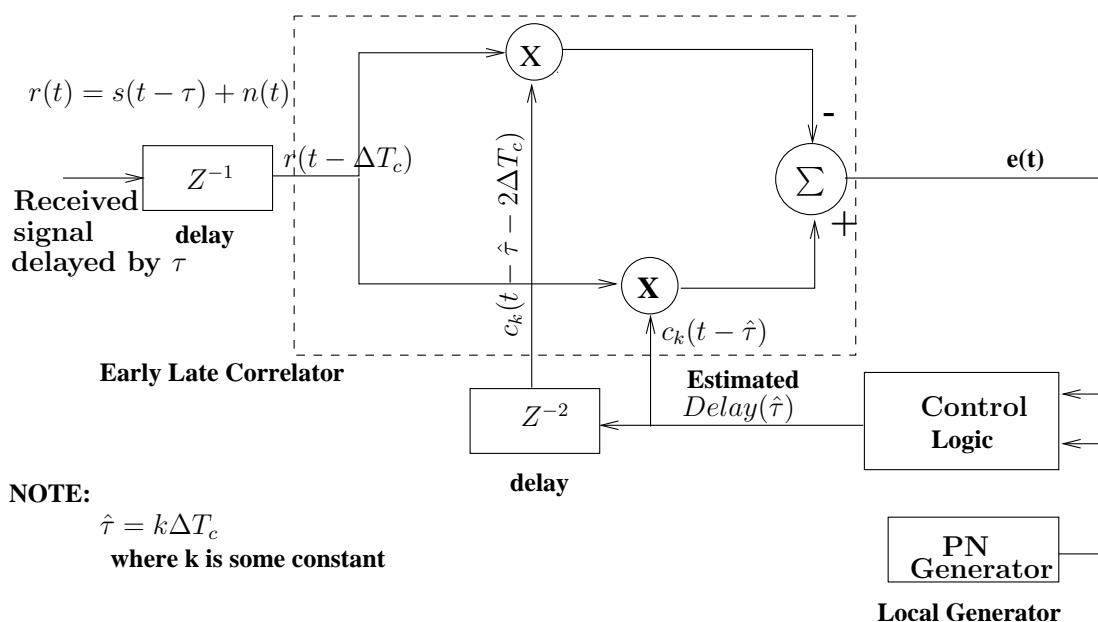 r(t) = s(t − τ) + n(t)
X
-
e(t)
Z^{-1}
r(t − ΔT_c)
Σ
Received
signal
delayed by τ
delay
+
c_k(t − τ̂ − 2ΔT_c)
X
c_k(t − τ̂)
Early Late Correlator
Estimated
Delay(τ̂)
Z^{-2}
Control
Logic
delay
NOTE:
τ̂ = kΔT_c
where k is some constant
PN
Generator
Local Generator